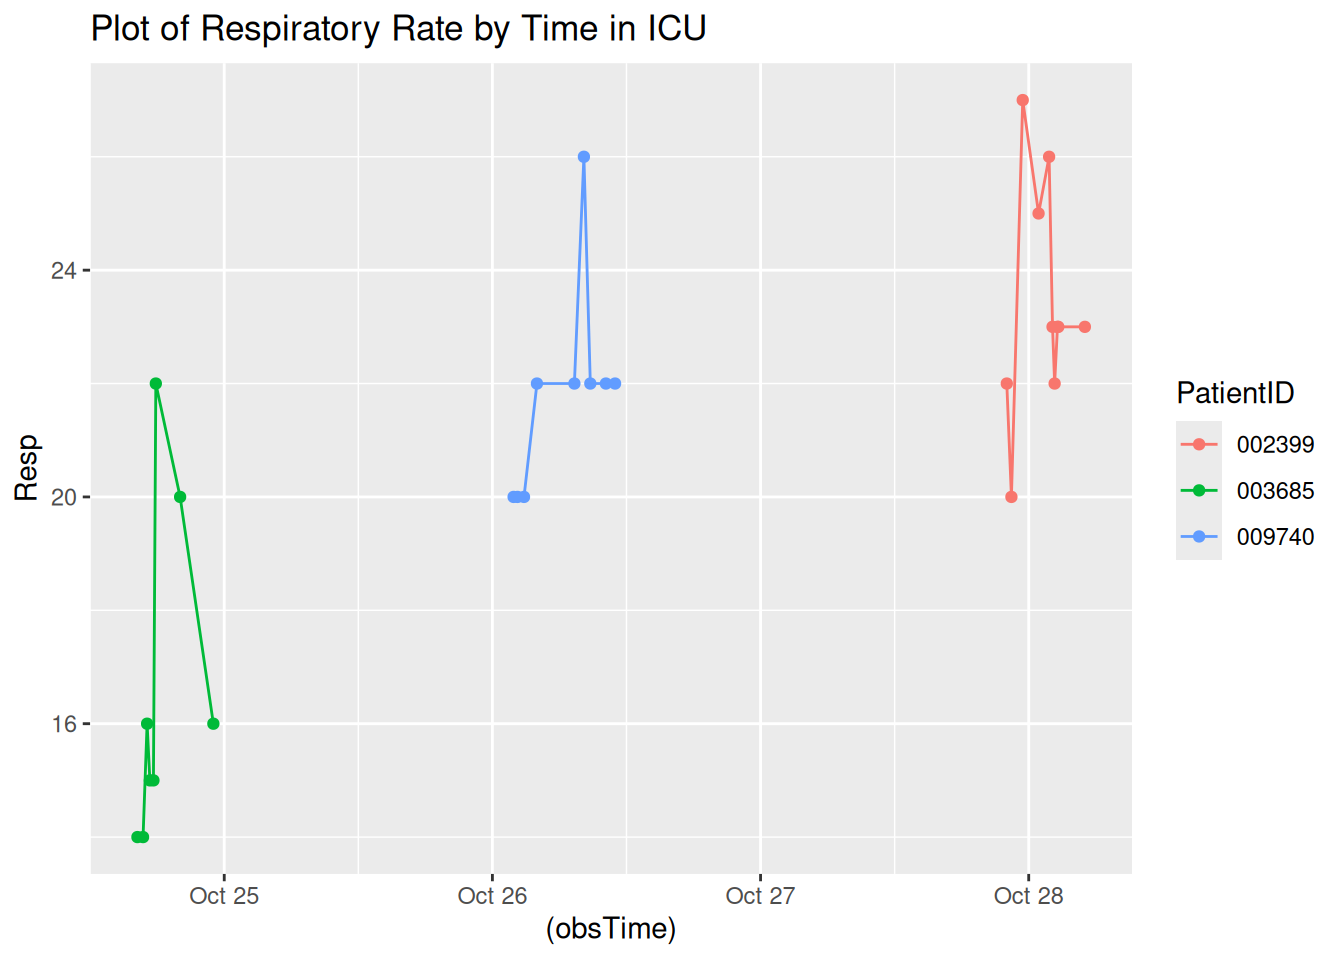 Plot of Respiratory Rate by Time in ICU
Resp
24
20
16
Oct 25 Oct 26 Oct 27 Oct 28
(obsTime)
PatientID
002399
003685
009740